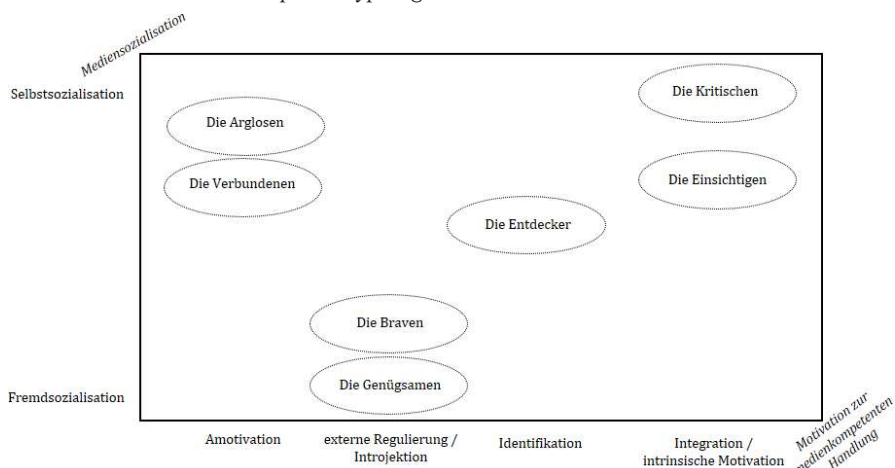 Mediensozialisation
Selbstsozialisation
Die Kritischen
Die Arglosen
Die Verbundenen
Die Einsichtigen
Die Entdecker
Die Braven
Die Genügsamen
Fremdsozialisation
Amotivation
externe Regulierung /
Introjektion
Identifikation
Integration /
intrinsische Motivation
Motivation zur
medienkompetenten
Handlung